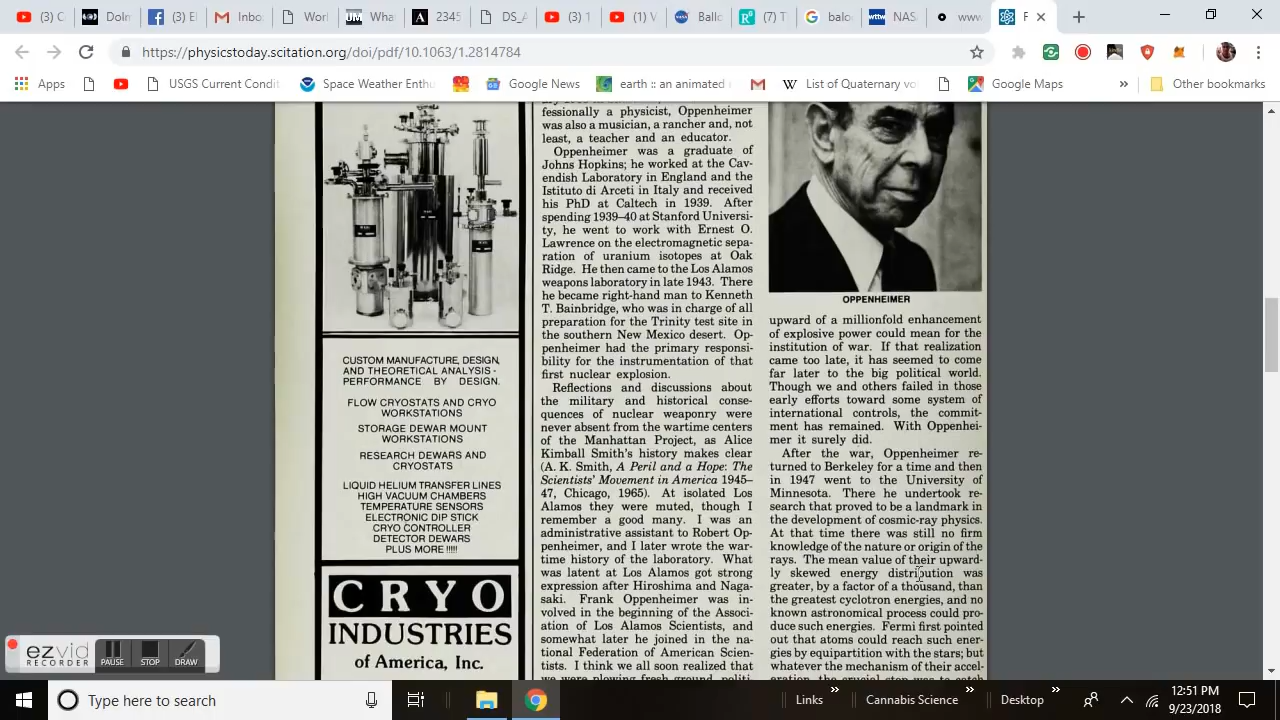 (3) C
Doin
(3) El
Inbo
Worl
Wha
2345
DS_A
(3) 1
(1) V
Ballo
(7) T
balo
NAS
www
F
https://physicstoday.scitation.org/doi/pdf/10.1063/1.2814784
Apps
USGS Current Condit
Space Weather Enthu
Google News
earth :: an animated
List of Quaternary vo
Google Maps
»
Other bookmarks
CUSTOM MANUFACTURE, DESIGN,
AND THEORETICAL ANALYSIS -
PERFORMANCE BY DESIGN.
FLOW CRYOSTATS AND CRYO
WORKSTATIONS
STORAGE DEWAR MOUNT
WORKSTATIONS
RESEARCH DEWARS AND
CRYOSTATS
LIQUID HELIUM TRANSFER LINES
HIGH VACUUM CHAMBERS
TEMPERATURE SENSORS
ELECTRONIC DIP STICK
CRYO CONTROLLER
DETECTOR DEWARS
PLUS MORE !!!!!
CRYO
INDUSTRIES
of America, Inc.
fessionally a physicist, Oppenheimer
was also a musician, a rancher and, not
least, a teacher and an educator.
Oppenheimer was a graduate of
Johns Hopkins; he worked at the Cav-
endish Laboratory in England and the
Istituto di Arceti in Italy and received
his PhD at Caltech in 1939. After
spending 1939–40 at Stanford Universi-
ty, he went to work with Ernest O.
Lawrence on the electromagnetic sepa-
ration of uranium isotopes at Oak
Ridge. He then came to the Los Alamos
weapons laboratory in late 1943. There
he became right-hand man to Kenneth
T. Bainbridge, who was in charge of all
preparation for the Trinity test site in
the southern New Mexico desert. Op-
penheimer had the primary responsi-
bility for the instrumentation of that
first nuclear explosion.
Reflections and discussions about
the military and historical conse-
quences of nuclear weaponry were
never absent from the wartime centers
of the Manhattan Project, as Alice
Kimball Smith's history makes clear
(A. K. Smith, A Peril and a Hope: The
Scientists' Movement in America 1945–
47, Chicago, 1965). At isolated Los
Alamos they were muted, though I
remember a good many. I was an
administrative assistant to Robert Op-
penheimer, and I later wrote the war-
time history of the laboratory. What
was latent at Los Alamos got strong
expression after Hiroshima and Naga-
saki. Frank Oppenheimer was in-
volved in the beginning of the Associ-
ation of Los Alamos Scientists, and
somewhat later he joined in the na-
tional Federation of American Scien-
tists. I think we all soon realized that
we were plowing fresh ground, politi-
OPPENHEIMER
upward of a millionfold enhancement
of explosive power could mean for the
institution of war. If that realization
came too late, it has seemed to come
far later to the big political world.
Though we and others failed in those
early efforts toward some system of
international controls, the commit-
ment has remained. With Oppenhei-
mer it surely did.
After the war, Oppenheimer re-
turned to Berkeley for a time and then
in 1947 went to the University of
Minnesota. There he undertook re-
search that proved to be a landmark in
the development of cosmic-ray physics.
At that time there was still no firm
knowledge of the nature or origin of the
rays. The mean value of their upward-
ly skewed energy distribution was
greater, by a factor of a thousand, than
the greatest cyclotron energies, and no
known astronomical process could pro-
duce such energies. Fermi first pointed
out that atoms could reach such ener-
gies by equipartition with the stars; but
whatever the mechanism of their accel-
eration, the crucial step was to catch
ezvid
RECORDER
PAUSE
STOP
DRAW
Type here to search
Links »
Cannabis Science »
Desktop »
12:51 PM
9/23/2018